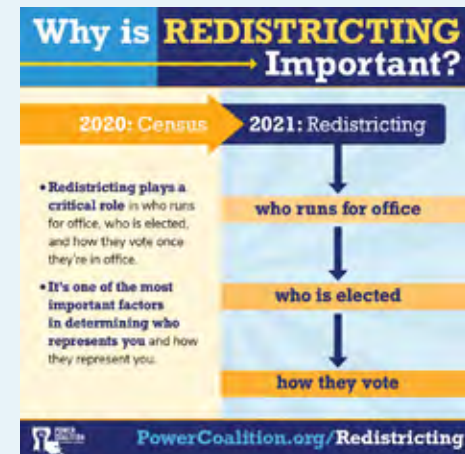 Why is REDISTRICTING
Important?
2020: Census
2021: Redistricting
• Redistricting plays a
critical role in who runs
for office, who is elected,
and how they vote once
they're in office.
• It's one of the most
important factors
in determining who
represents you and how
they represent you.
who runs for office
who is elected
how they vote
POWER
COALITION
PowerCoalition.org/Redistricting